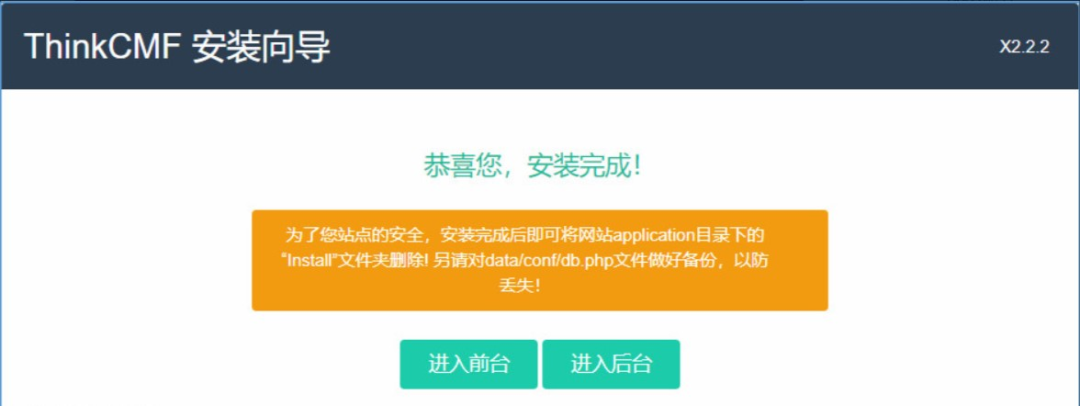 ThinkCMF 安装向导
X2.2.2
恭喜您，安装完成！
为了您站点的安全，安装完成后即可将网站application目录下的
“Install”文件夹删除! 另请对data/conf/db.php文件做好备份，以防
丢失！
进入前台 进入后台